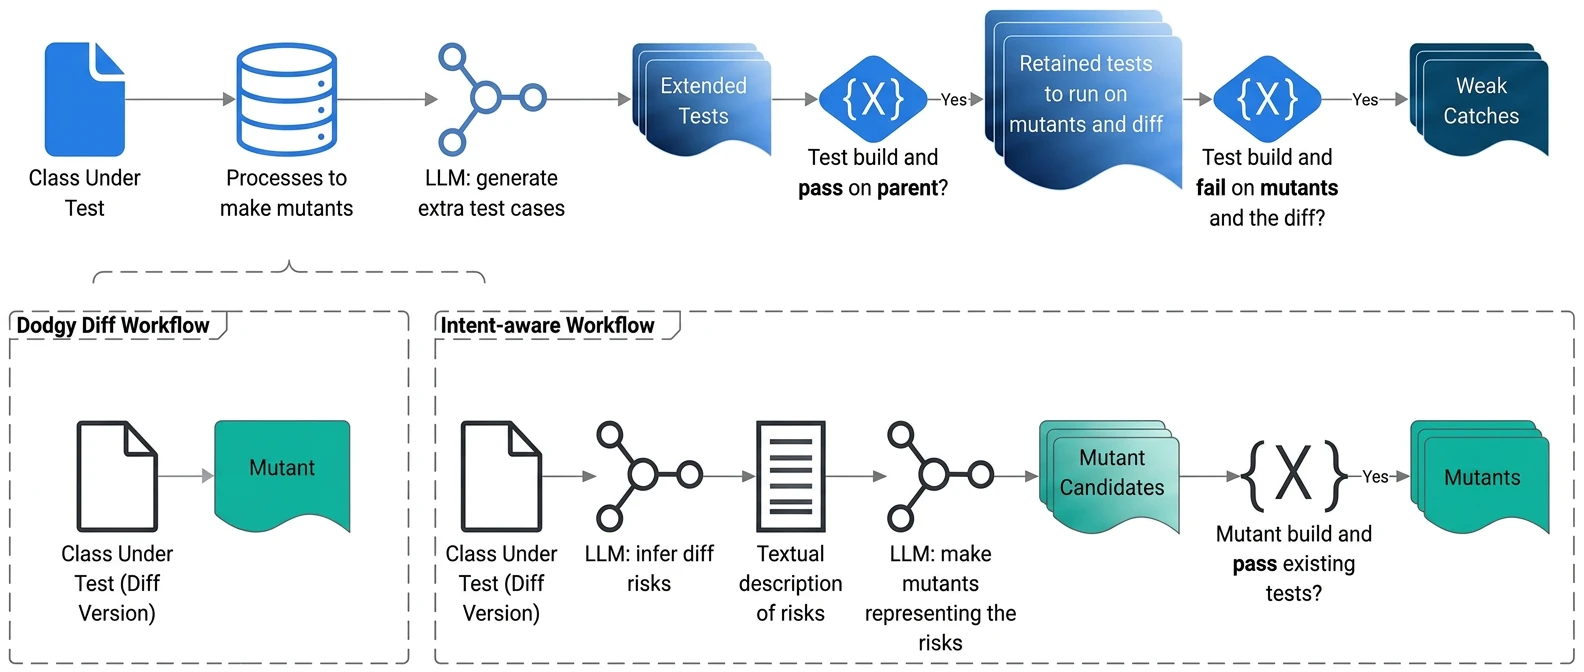 Class Under
Test
Processes to
make mutants
LLM: generate
extra test cases
Extended
Tests
{X}
Test build and
pass on parent?
Yes
Retained tests
to run on
mutants and diff
{X}
Test build and
fail on mutants
and the diff?
Yes
Weak
Catches
Dodgy Diff Workflow
Class Under
Test (Diff
Version)
Mutant
Intent-aware Workflow
Class Under
Test (Diff
Version)
LLM: infer diff
risks
Textual
description
of risks
LLM: make
mutants
representing the
risks
Mutant
Candidates
{X}
Mutant build and
pass existing
tests?
Yes
Mutants